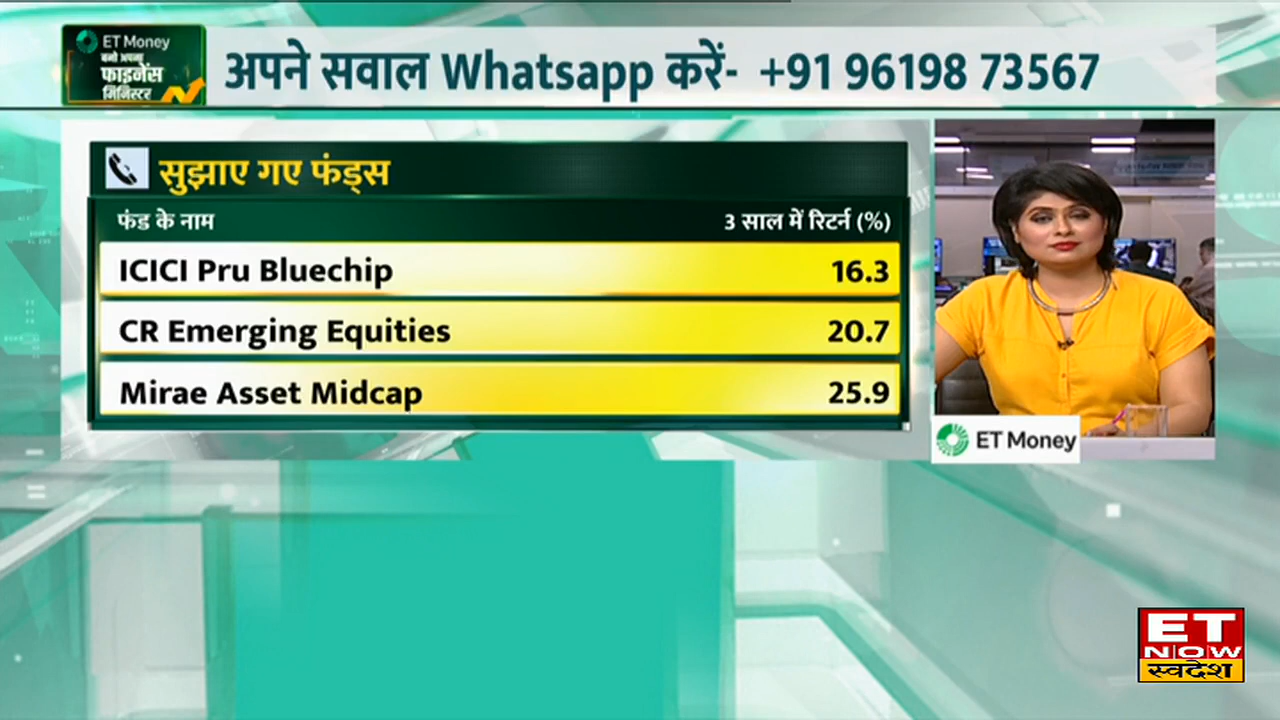 ET Money
बनो अपना
फाइनेंस
मिनिस्टर
अपने सवाल Whatsapp करें- +91 96198 73567
सुझाए गए फंड्स
फंड के नाम 3 साल में रिटर्न (%)
ICICI Pru Bluechip 16.3
CR Emerging Equities 20.7
Mirae Asset Midcap 25.9
ET Money
ET
NOW
स्वदेश